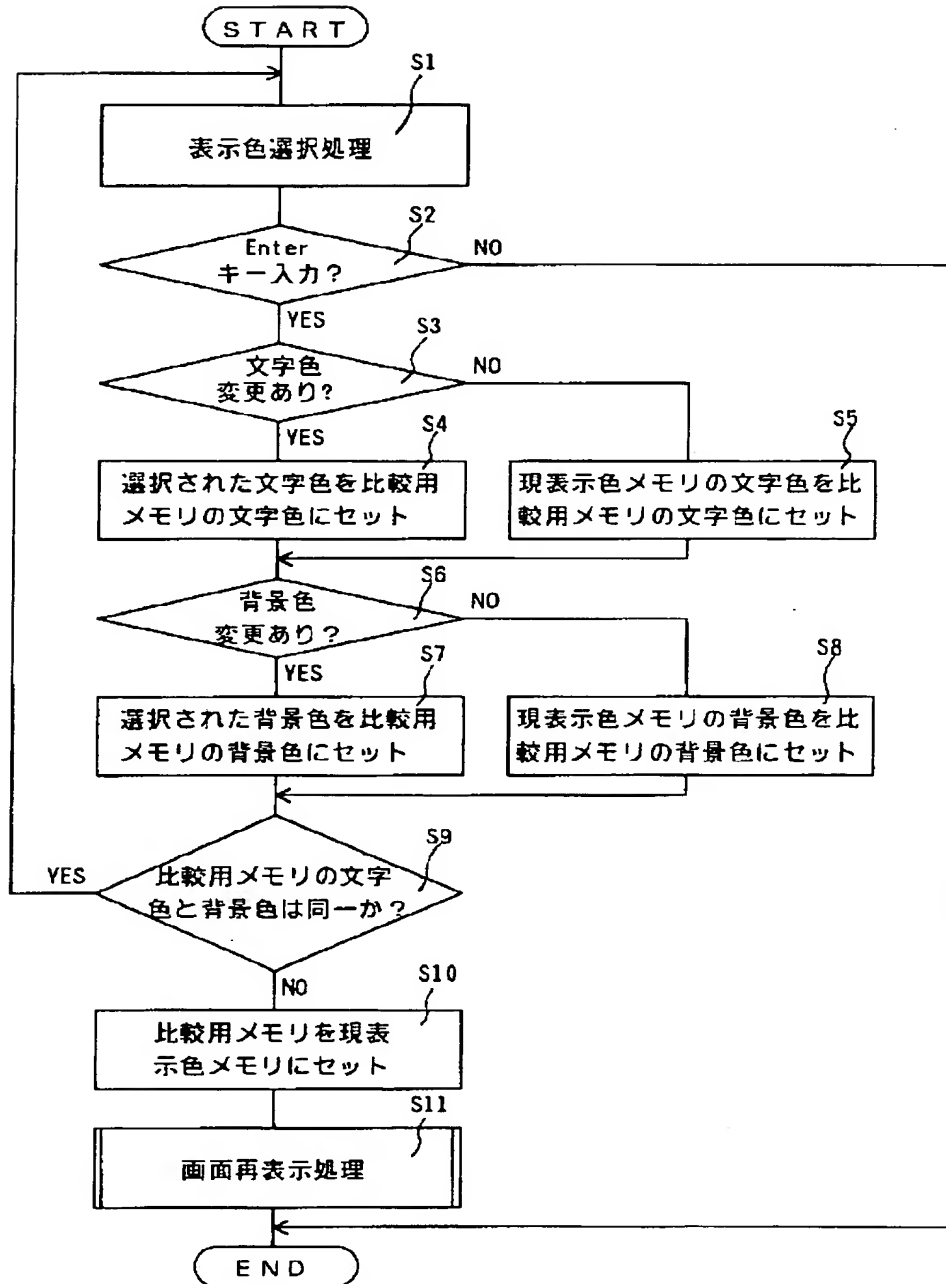 START
S1
表示色選択処理
S2
Enter
キー入力?
NO
YES
S3
文字色
変更あり?
NO
YES
S4
選択された文字色を比較用
メモリの文字色にセット
S5
現表示色メモリの文字色を比
較用メモリの文字色にセット
S6
背景色
変更あり?
NO
YES
S7
選択された背景色を比較用
メモリの背景色にセット
S8
現表示色メモリの背景色を比
較用メモリの背景色にセット
S9
比較用メモリの文字
色と背景色は同一か?
YES
NO
S10
比較用メモリを現表
示色メモリにセット
S11
画面再表示処理
END